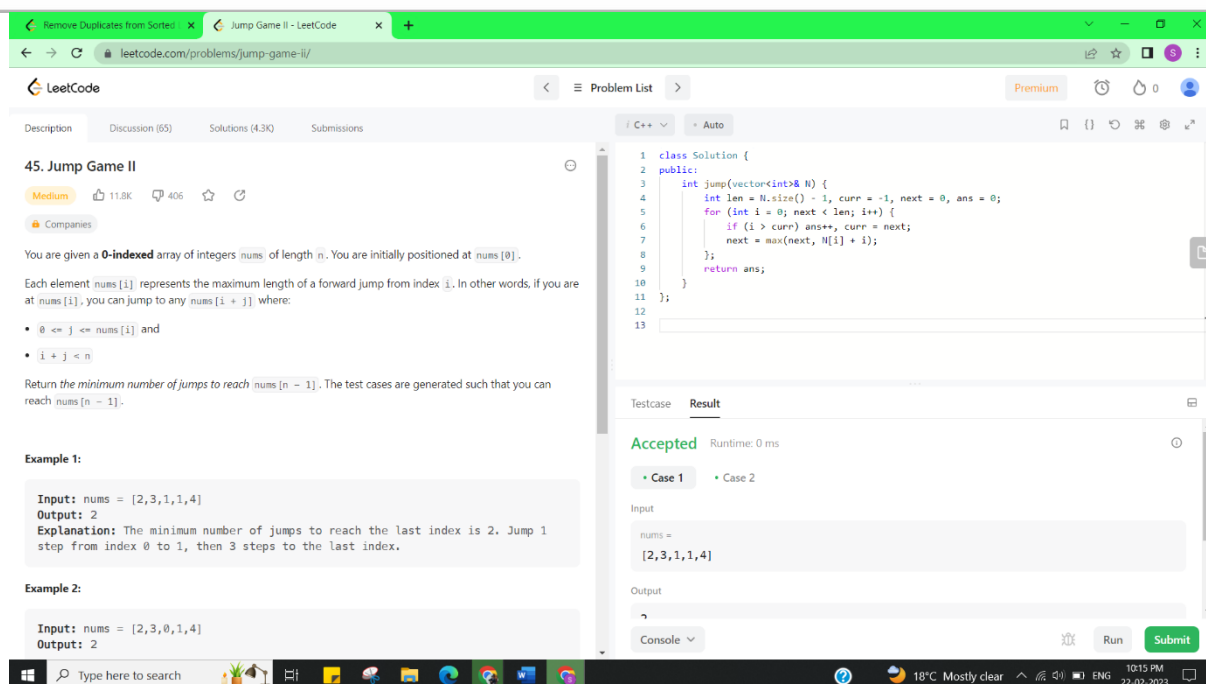 Remove Duplicates from Sorted
Jump Game II - LeetCode
leetcode.com/problems/jump-game-ii/
S
LeetCode
Problem List
Premium
0
Description Discussion (65) Solutions (4.3K) Submissions
45. Jump Game II
Medium 11.8K 406
Companies
You are given a 0-indexed array of integers nums of length n. You are initially positioned at nums[0].
Each element nums[i] represents the maximum length of a forward jump from index i. In other words, if you are
at nums[i], you can jump to any nums[i + j] where:
• 0 <= j <= nums[i] and
• i + j < n
Return the minimum number of jumps to reach nums[n - 1]. The test cases are generated such that you can
reach nums[n - 1].
Example 1:
Input: nums = [2,3,1,1,4]
Output: 2
Explanation: The minimum number of jumps to reach the last index is 2. Jump 1
step from index 0 to 1, then 3 steps to the last index.
Example 2:
Input: nums = [2,3,0,1,4]
Output: 2
i C++ • Auto
1 class Solution {
2 public:
3     int jump(vector<int>& N) {
4         int len = N.size() - 1, curr = -1, next = 0, ans = 0;
5         for (int i = 0; next < len; i++) {
6             if (i > curr) ans++, curr = next;
7             next = max(next, N[i] + i);
8         };
9         return ans;
10     }
11 };
12
13
Testcase Result
Accepted Runtime: 0 ms
• Case 1 • Case 2
Input
nums =
[2,3,1,1,4]
Output
2
Console Run Submit
Type here to search
W
S
18°C Mostly clear
ENG
10:15 PM
22-02-2023